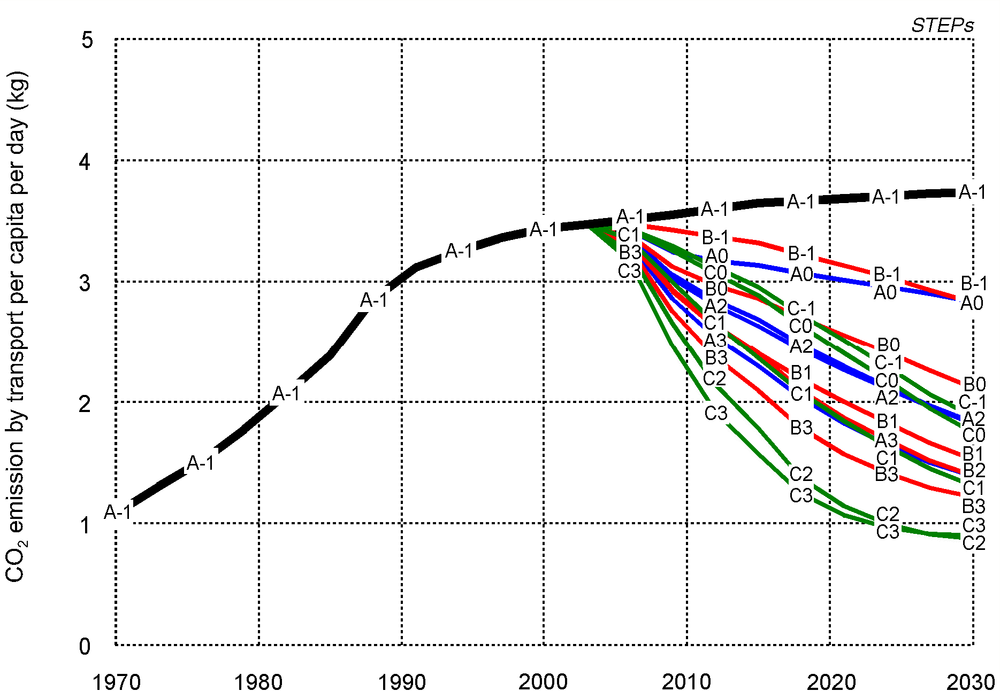 STEPs
CO2 emission by transport per capita per day (kg)
5
4
3
2
1
0
A-1
A-1
A-1
A-1
A-1
A-1
A-1
A-1
A-1
A-1
A-1
C1
B3
C3
B-1
A0
C0
B0
A2
C1
A3
B3
C2
C3
B-1
A0
C-1
C0
A2
B1
C1
B3
C2
C3
B-1
A0
B0
C-1
C0
A2
B1
A3
C1
B3
C2
C3
B-1
A0
B0
C-1
A2
C0
B1
B2
C1
B3
C3
C2
1970 1980 1990 2000 2010 2020 2030